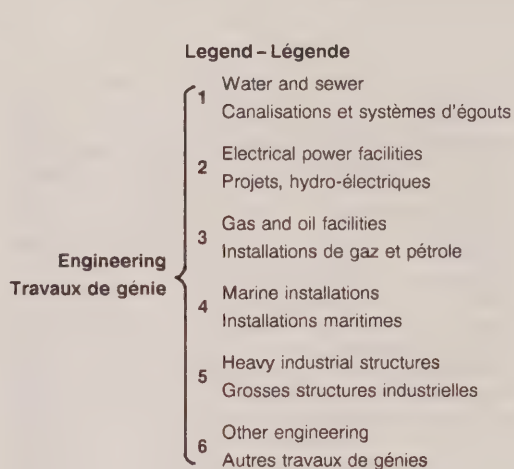 Legend – Légende
Engineering
Travaux de génie
1 Water and sewer
Canalisations et systèmes d'égouts
2 Electrical power facilities
Projets, hydro-électriques
3 Gas and oil facilities
Installations de gaz et pétrole
4 Marine installations
Installations maritimes
5 Heavy industrial structures
Grosses structures industrielles
6 Other engineering
Autres travaux de génies